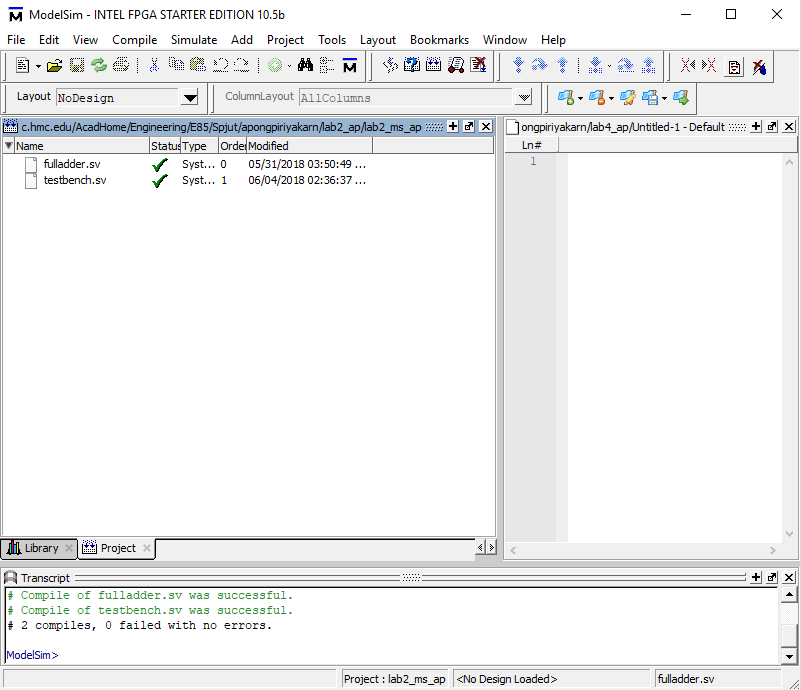 ModelSim - INTEL FPGA STARTER EDITION 10.5b
File Edit View Compile Simulate Add Project Tools Layout Bookmarks Window Help
Layout NoDesign ColumnLayout AllColumns
c.hmc.edu/AcadHome/Engineering/E85/Spjut/apongpiriyakarn/lab2_ap/lab2_ms_ap
ongpiriyakarn/lab4_ap/Untitled-1 - Default
Name Status Type Order Modified
Ln#
fulladder.sv Syst... 0 05/31/2018 03:50:49 ...
1
testbench.sv Syst... 1 06/04/2018 02:36:37 ...
Library Project
Transcript
# Compile of fulladder.sv was successful.
# Compile of testbench.sv was successful.
# 2 compiles, 0 failed with no errors.
ModelSim>
Project : lab2_ms_ap <No Design Loaded> fulladder.sv